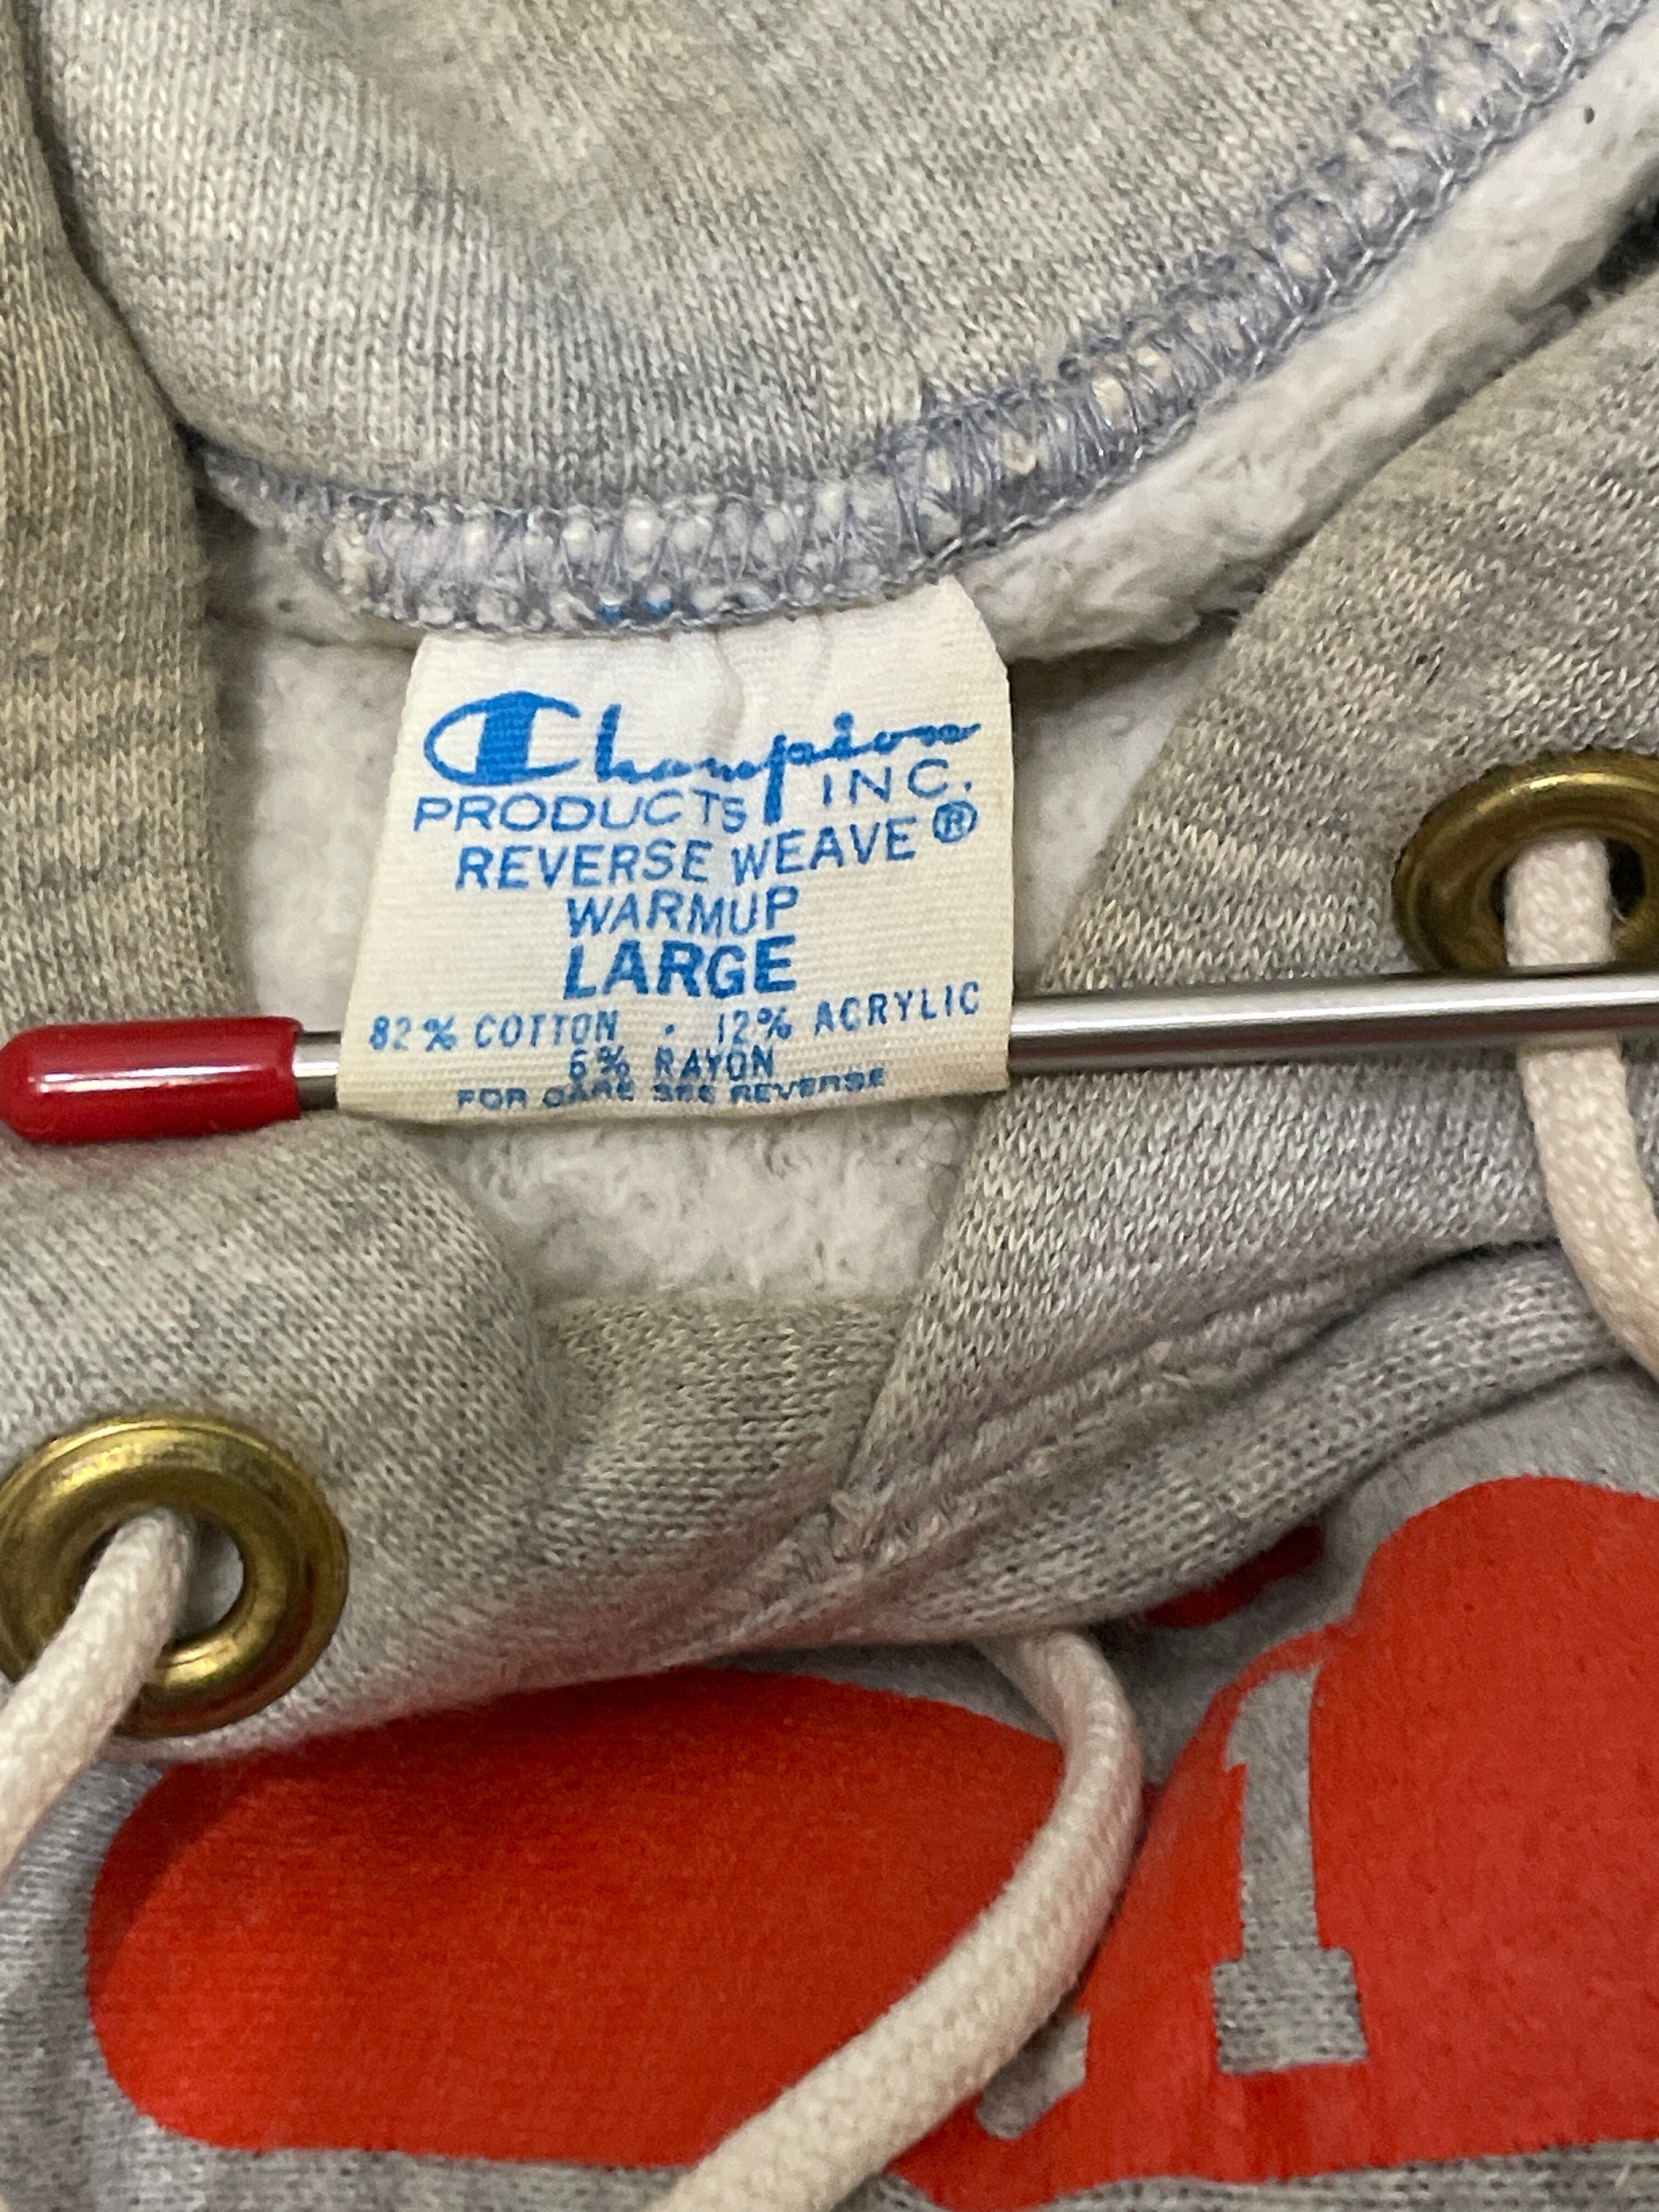 Champion
PRODUCTS INC.
REVERSE WEAVE ®
WARMUP
LARGE
82% COTTON · 12% ACRYLIC
6% RAYON
FOR CARE SEE REVERSE